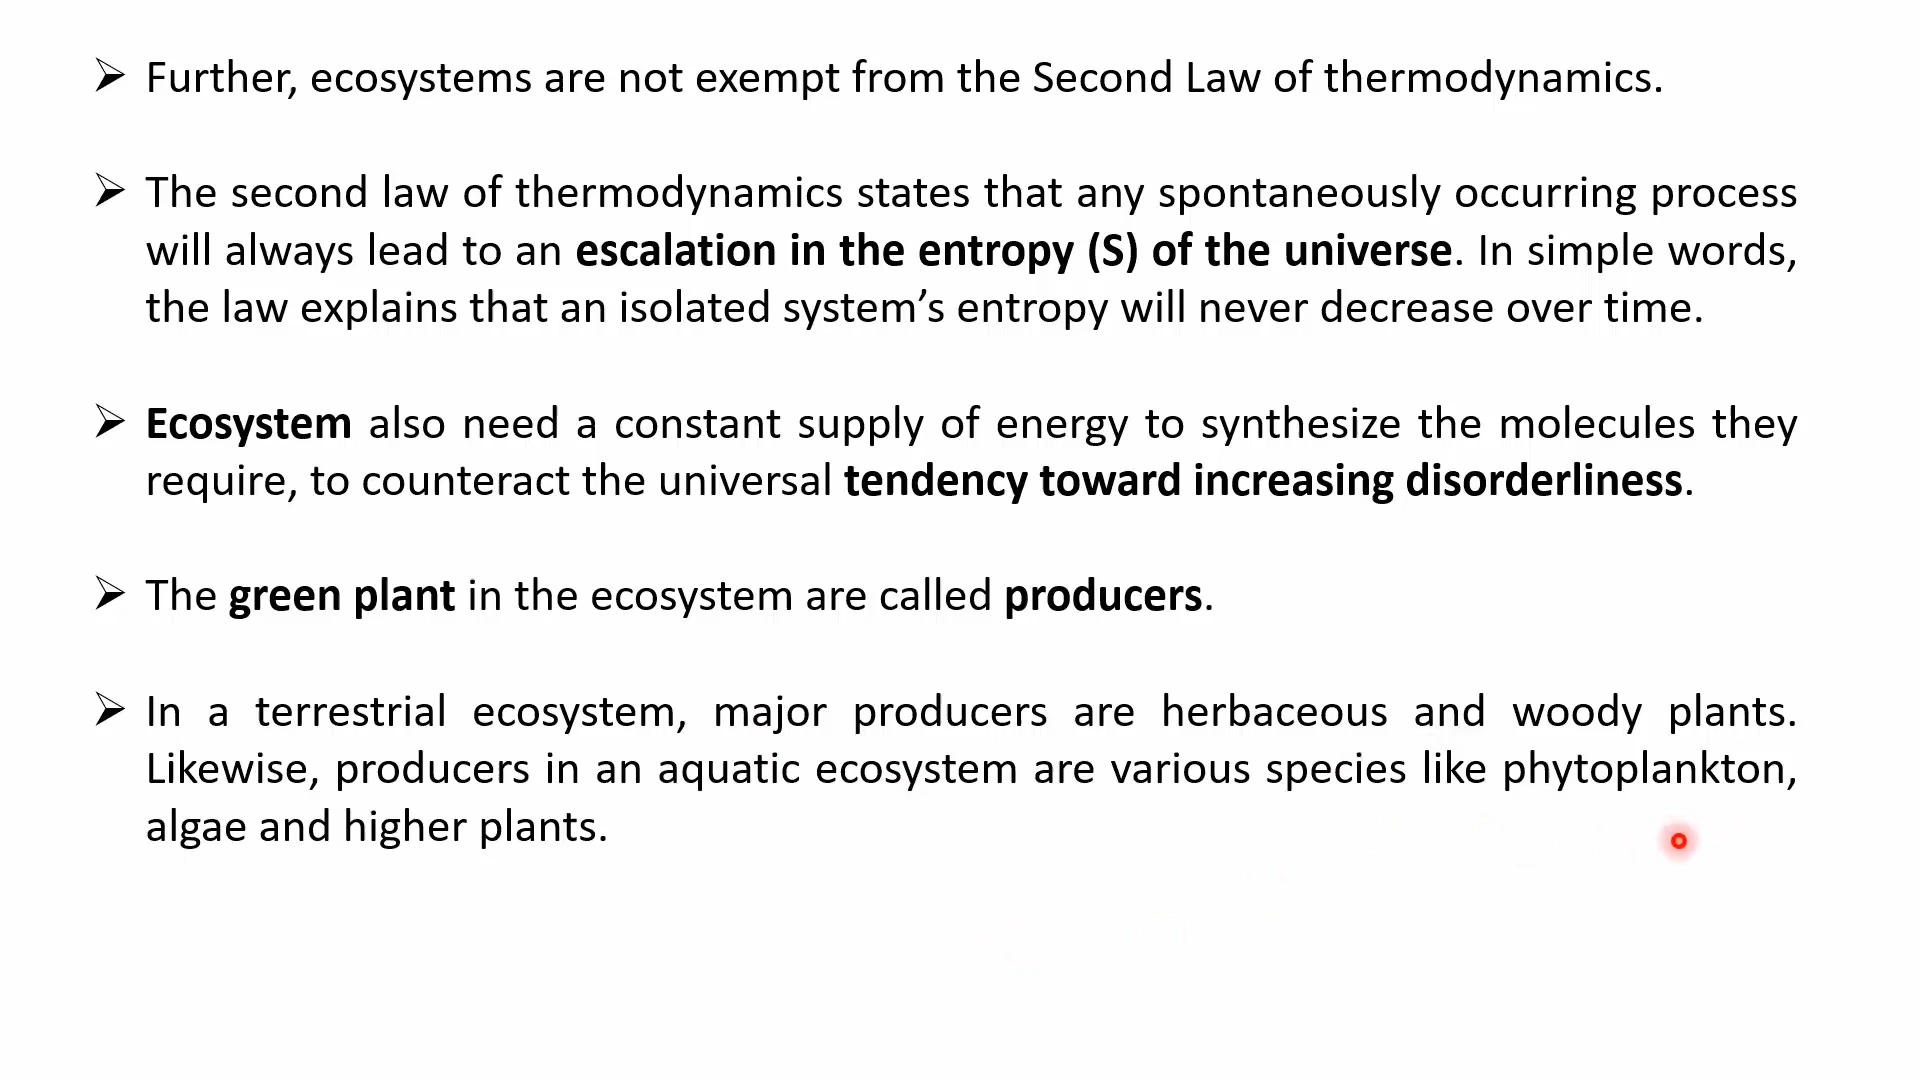 ➢ Further, ecosystems are not exempt from the Second Law of thermodynamics.
➢ The second law of thermodynamics states that any spontaneously occurring process
will always lead to an escalation in the entropy (S) of the universe. In simple words,
the law explains that an isolated system’s entropy will never decrease over time.
➢ Ecosystem also need a constant supply of energy to synthesize the molecules they
require, to counteract the universal tendency toward increasing disorderliness.
➢ The green plant in the ecosystem are called producers.
➢ In a terrestrial ecosystem, major producers are herbaceous and woody plants.
Likewise, producers in an aquatic ecosystem are various species like phytoplankton,
algae and higher plants.